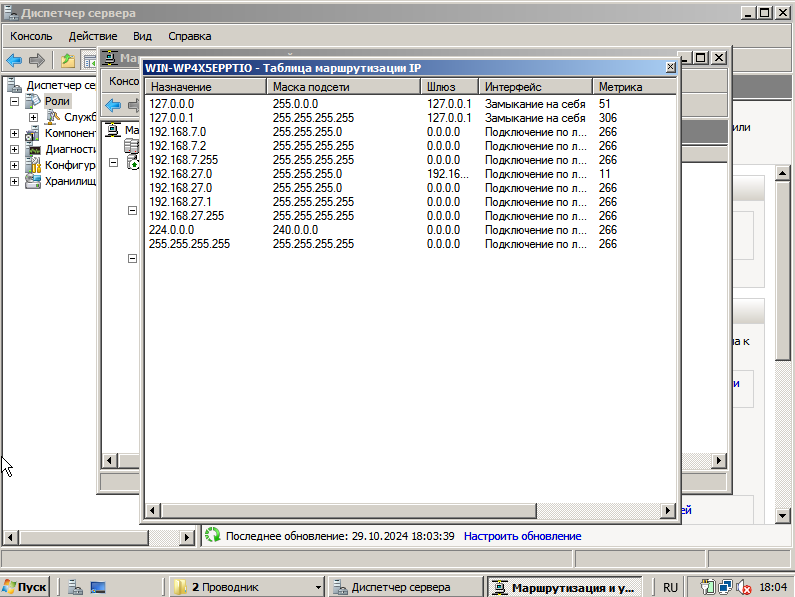 Диспетчер сервера
Консоль Действие Вид Справка
WIN-WP4X5EPPTIO - Таблица маршрутизации IP
Назначение Маска подсети Шлюз Интерфейс Метрика
127.0.0.0 255.0.0.0 127.0.0.1 Замыкание на себя 51
127.0.0.1 255.255.255.255 127.0.0.1 Замыкание на себя 306
192.168.7.0 255.255.255.0 0.0.0.0 Подключение по л... 266
192.168.7.2 255.255.255.255 0.0.0.0 Подключение по л... 266
192.168.7.255 255.255.255.255 0.0.0.0 Подключение по л... 266
192.168.27.0 255.255.255.0 192.16... Подключение по л... 11
192.168.27.0 255.255.255.0 0.0.0.0 Подключение по л... 266
192.168.27.1 255.255.255.255 0.0.0.0 Подключение по л... 266
192.168.27.255 255.255.255.255 0.0.0.0 Подключение по л... 266
224.0.0.0 240.0.0.0 0.0.0.0 Подключение по л... 266
255.255.255.255 255.255.255.255 0.0.0.0 Подключение по л... 266
Консо
Ма
Диспетчер се
Роли
Служб
Компонент
Диагности
Конфигур
Хранилищ
или
а к
и
ей
Последнее обновление: 29.10.2024 18:03:39 Настроить обновление
Пуск 2 Проводник Диспетчер сервера Маршрутизация и у... RU 18:04